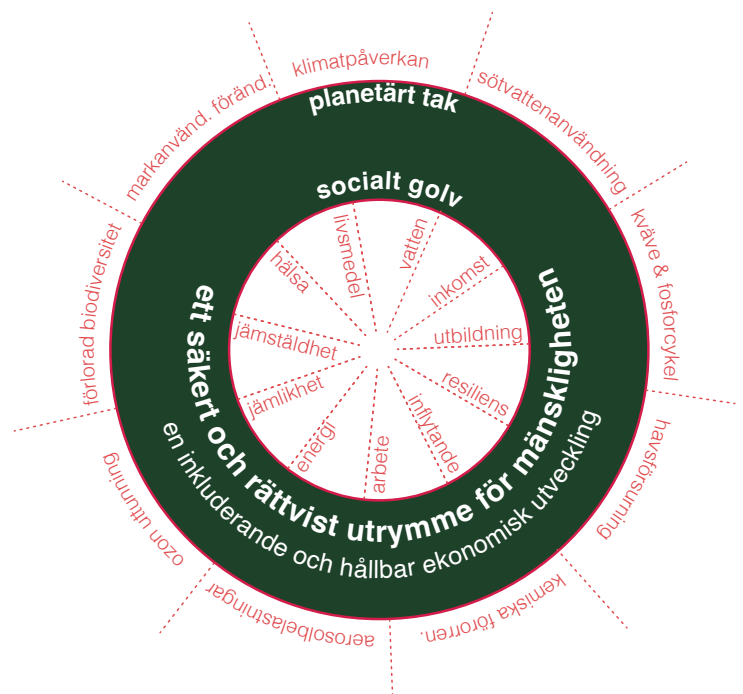 klimatpåverkan
sötvattenanvändning
kväve & fosforcykel
havsförsurning
kemiska föroren.
aerosolbelastningar
ozon uttunning
förlorad biodiversitet
markanvänd. föränd.
planetärt tak
socialt golv
livsmedel
vatten
inkomst
utbildning
resiliens
inflytande
arbete
energi
jämlikhet
jämställdhet
hälsa
ett säkert och rättvist utrymme för mänskligheten
en inkluderande och hållbar ekonomisk utveckling